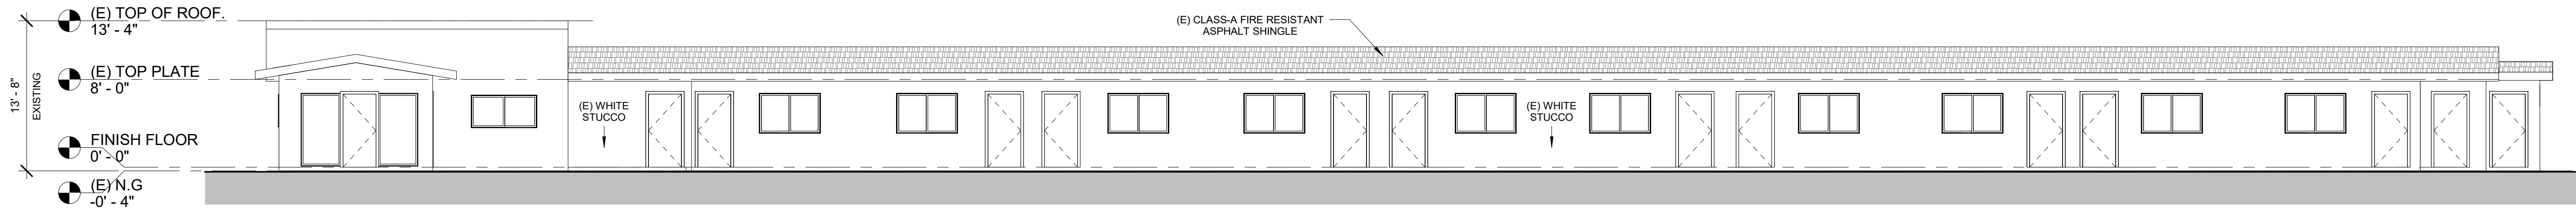 (E) TOP OF ROOF.
13' - 4"
(E) TOP PLATE
8' - 0"
13' - 8"
EXISTING
FINISH FLOOR
0' - 0"
(E) N.G
-0' - 4"
(E) WHITE
STUCCO
(E) CLASS-A FIRE RESISTANT
ASPHALT SHINGLE
(E) WHITE
STUCCO